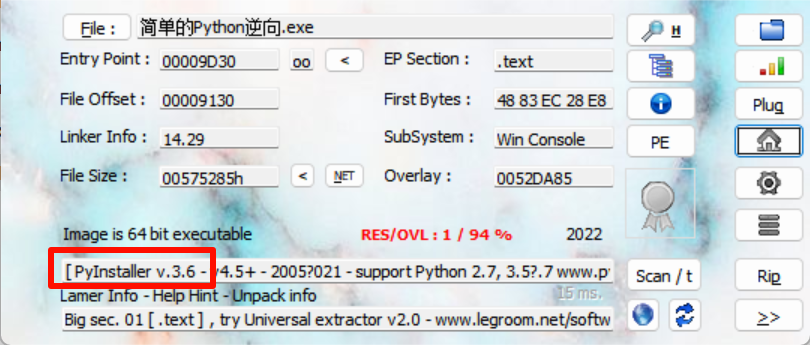 File : 简单的Python逆向.exe H
Entry Point : 00009D30 oo < EP Section : .text
File Offset : 00009130 First Bytes : 48 83 EC 28 E8 Plug
Linker Info : 14.29 SubSystem : Win Console PE
File Size : 00575285h < NET Overlay : 0052DA85
Image is 64 bit executable RES/OVL : 1 / 94 % 2022
[ PyInstaller v.3.6 - v4.5+ - 2005?021 - support Python 2.7, 3.5?.7 www.p Scan / t Rip
Lamer Info - Help Hint - Unpack info 15 ms.
Big sec. 01 [ .text ] , try Universal extractor v2.0 - www.legroom.net/softw >>